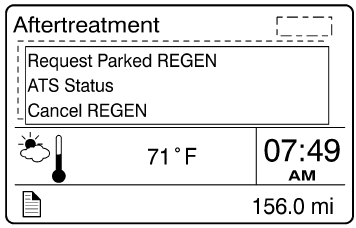 Aftertreatment
Request Parked REGEN
ATS Status
Cancel REGEN
71°F
07:49
AM
156.0 mi